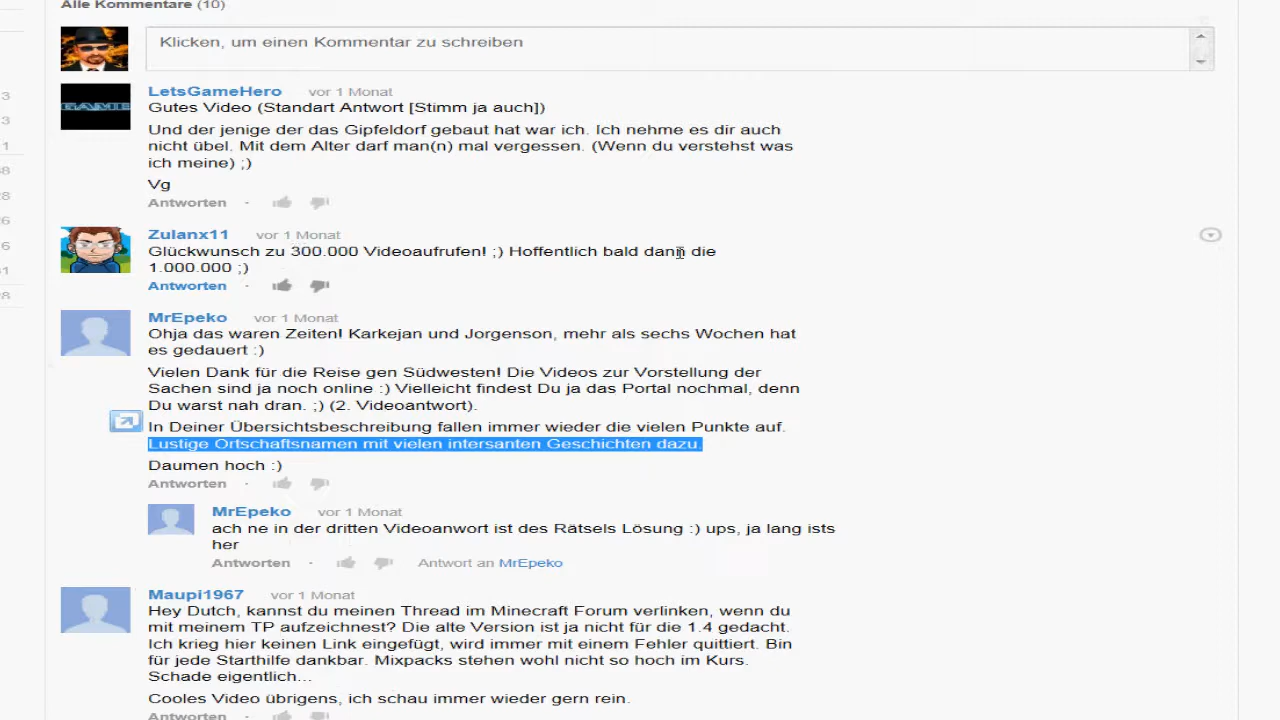 Alle Kommentare (10)
Klicken, um einen Kommentar zu schreiben
LetsGameHero vor 1 Monat
GAME
Gutes Video (Standart Antwort [Stimm ja auch])
Und der jenige der das Gipfeldorf gebaut hat war ich. Ich nehme es dir auch
nicht übel. Mit dem Alter darf man(n) mal vergessen. (Wenn du verstehst was
ich meine) ;)
Vg
Antworten ·
Zulanx11 vor 1 Monat
Glückwunsch zu 300.000 Videoaufrufen! ;) Hoffentlich bald dann die
1.000.000 ;)
Antworten ·
MrEpeko vor 1 Monat
Ohja das waren Zeiten! Karkejan und Jorgenson, mehr als sechs Wochen hat
es gedauert :)
Vielen Dank für die Reise gen Südwesten! Die Videos zur Vorstellung der
Sachen sind ja noch online :) Vielleicht findest Du ja das Portal nochmal, denn
Du warst nah dran. ;) (2. Videoantwort).
In Deiner Übersichtsbeschreibung fallen immer wieder die vielen Punkte auf.
Lustige Ortschaftsnamen mit vielen intersanten Geschichten dazu.
Daumen hoch :)
Antworten ·
MrEpeko vor 1 Monat
ach ne in der dritten Videoanwort ist des Rätsels Lösung :) ups, ja lang ists
her
Antworten · Antwort an MrEpeko
Maupi1967 vor 1 Monat
Hey Dutch, kannst du meinen Thread im Minecraft Forum verlinken, wenn du
mit meinem TP aufzeichnest? Die alte Version ist ja nicht für die 1.4 gedacht.
Ich krieg hier keinen Link eingefügt, wird immer mit einem Fehler quittiert. Bin
für jede Starthilfe dankbar. Mixpacks stehen wohl nicht so hoch im Kurs.
Schade eigentlich...
Cooles Video übrigens, ich schau immer wieder gern rein.
Antworten ·